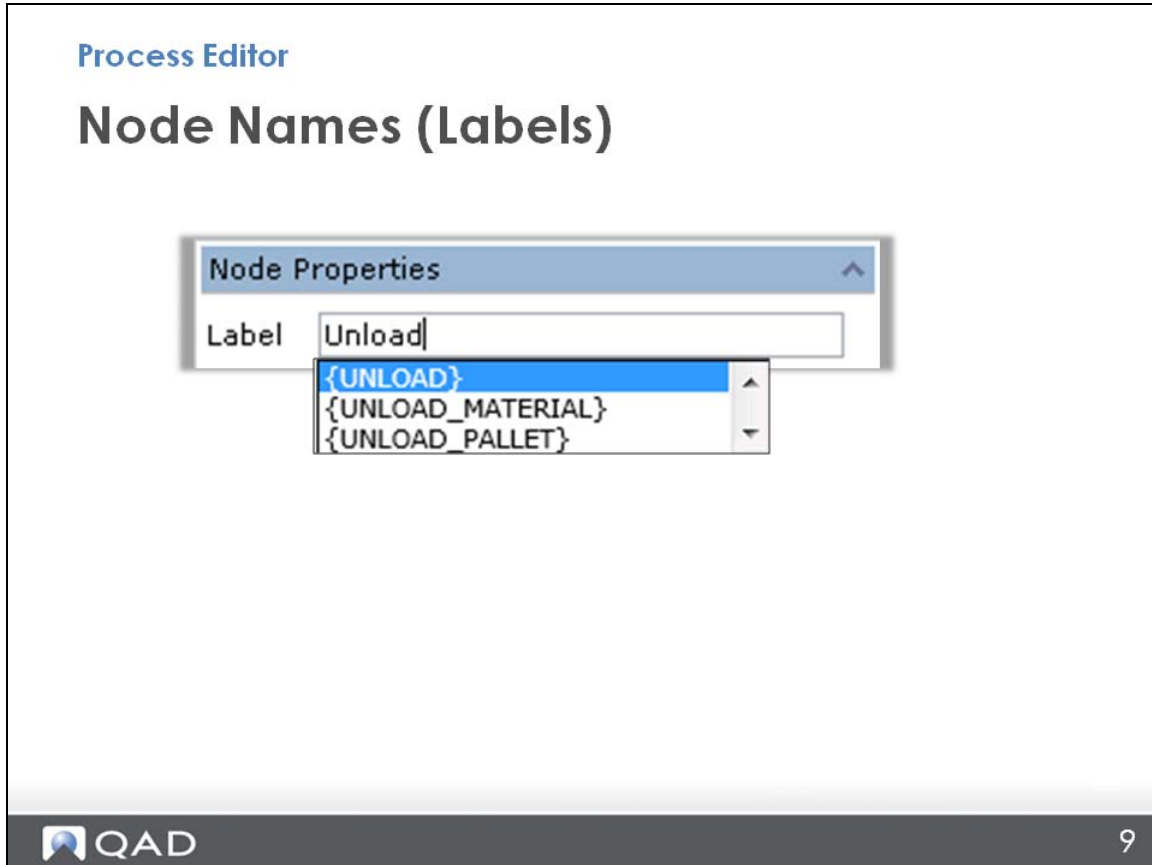 Process Editor
Node Names (Labels)
Node Properties
Label Unload
{UNLOAD}
{UNLOAD_MATERIAL}
{UNLOAD_PALLET}
QAD 9